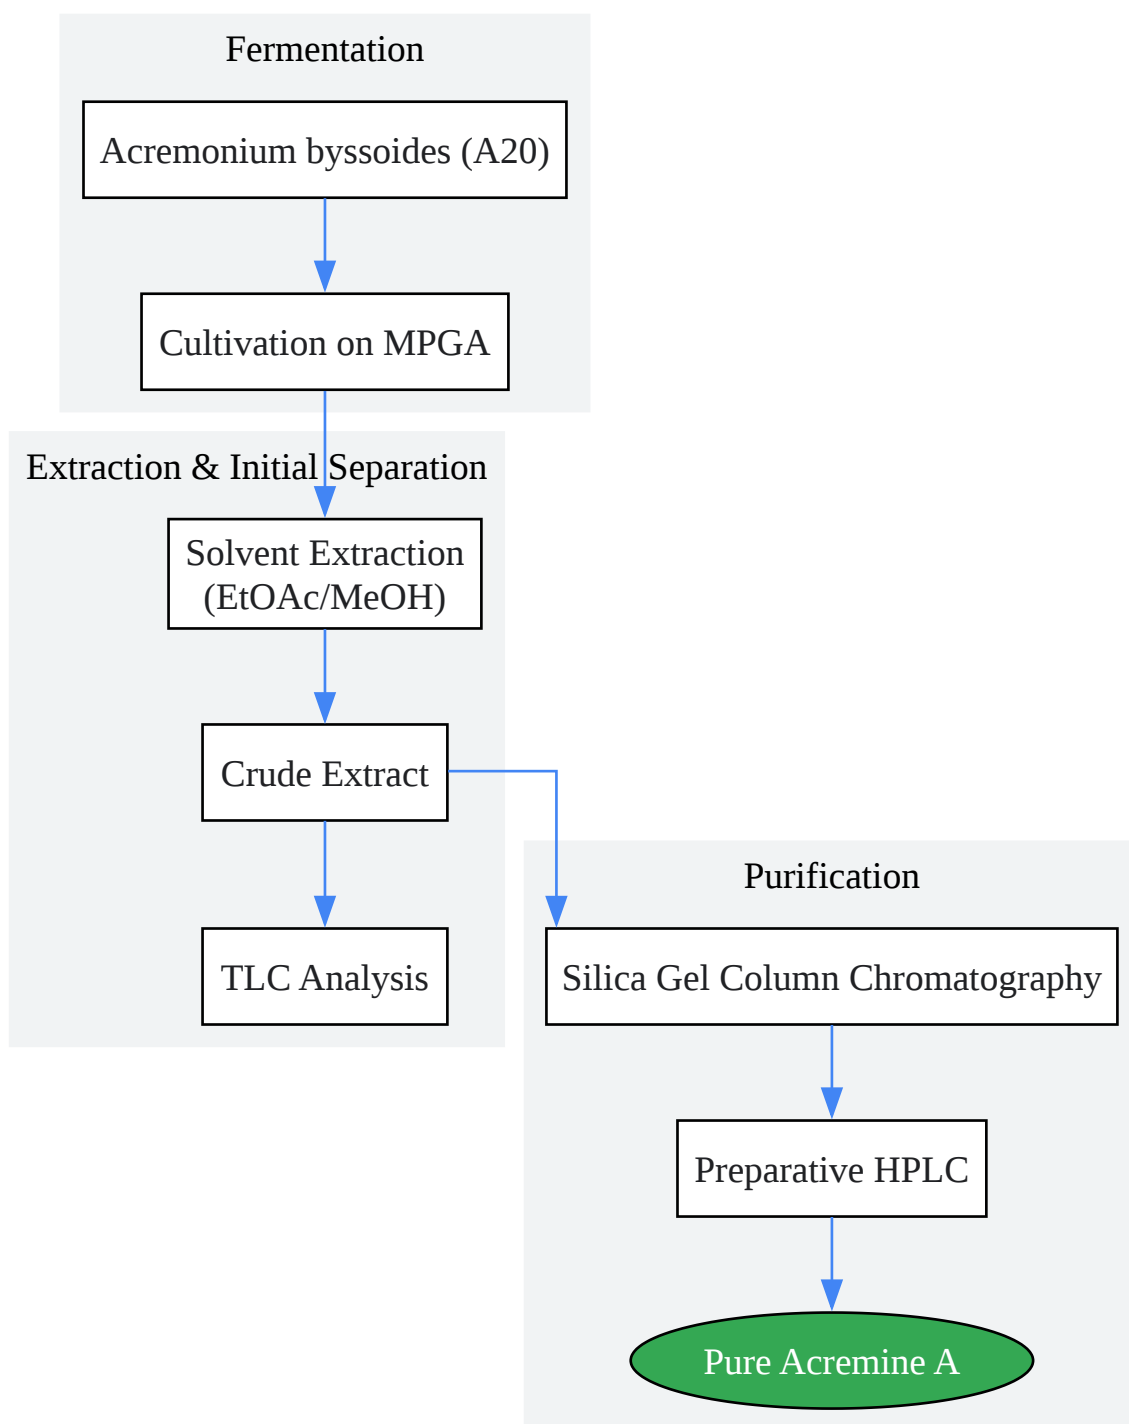 Fermentation
Acremonium byssoides (A20)
Cultivation on MPGA
Extraction & Initial Separation
Solvent Extraction
(EtOAc/MeOH)
Crude Extract
TLC Analysis
Purification
Silica Gel Column Chromatography
Preparative HPLC
Pure Acremine A